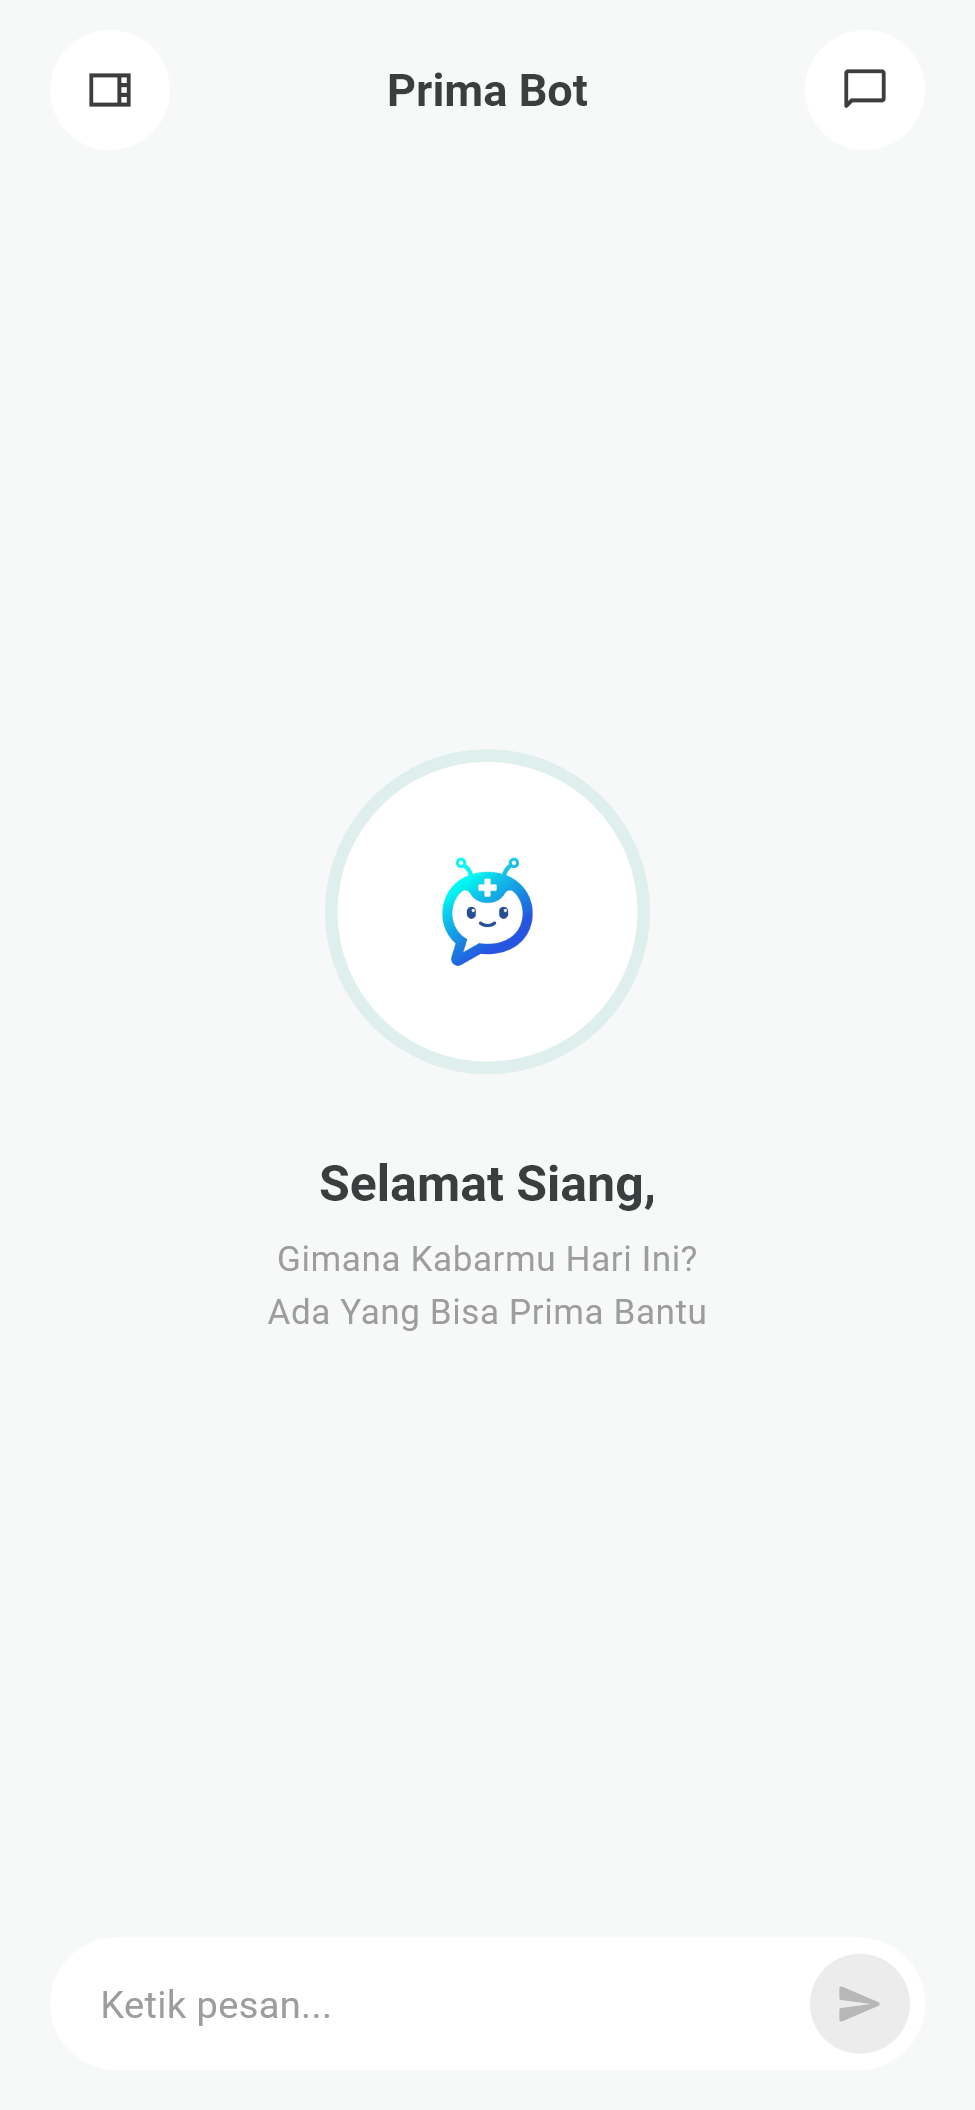 Prima Bot
Selamat Siang,
Gimana Kabarmu Hari Ini?
Ada Yang Bisa Prima Bantu
Ketik pesan...